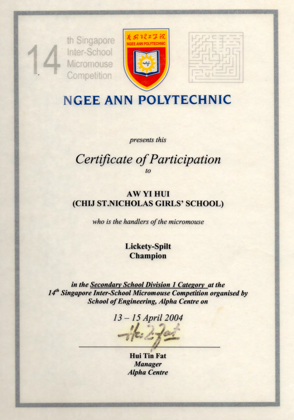 14 th Singapore
Inter-School
Micromouse
Competition
NGEE ANN POLYTECHNIC
NGEE ANN POLYTECHNIC
presents this
Certificate of Participation
to
AW YI HUI
(CHIJ ST.NICHOLAS GIRLS' SCHOOL)
who is the handlers of the micromouse
Lickety-Spilt
Champion
in the Secondary School Division 1 Category at the
14th Singapore Inter-School Micromouse Competition organised by
School of Engineering, Alpha Centre on
13 – 15 April 2004
Hui Tin Fat
Manager
Alpha Centre